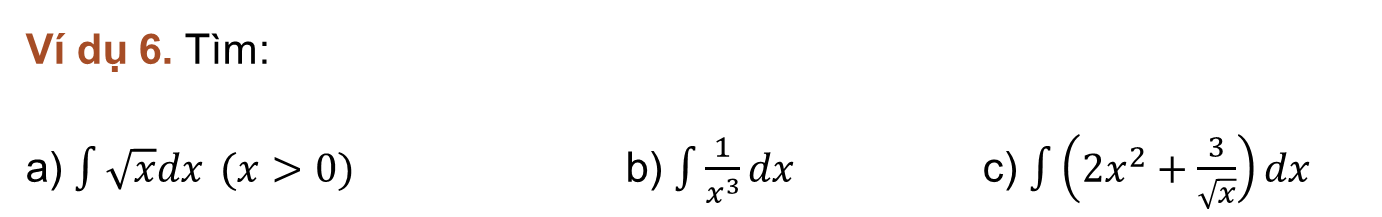 Ví dụ 6. Tìm:
a) ∫ √x dx (x > 0) b) ∫ 1/x³ dx c) ∫ (2x² + 3/√x) dx